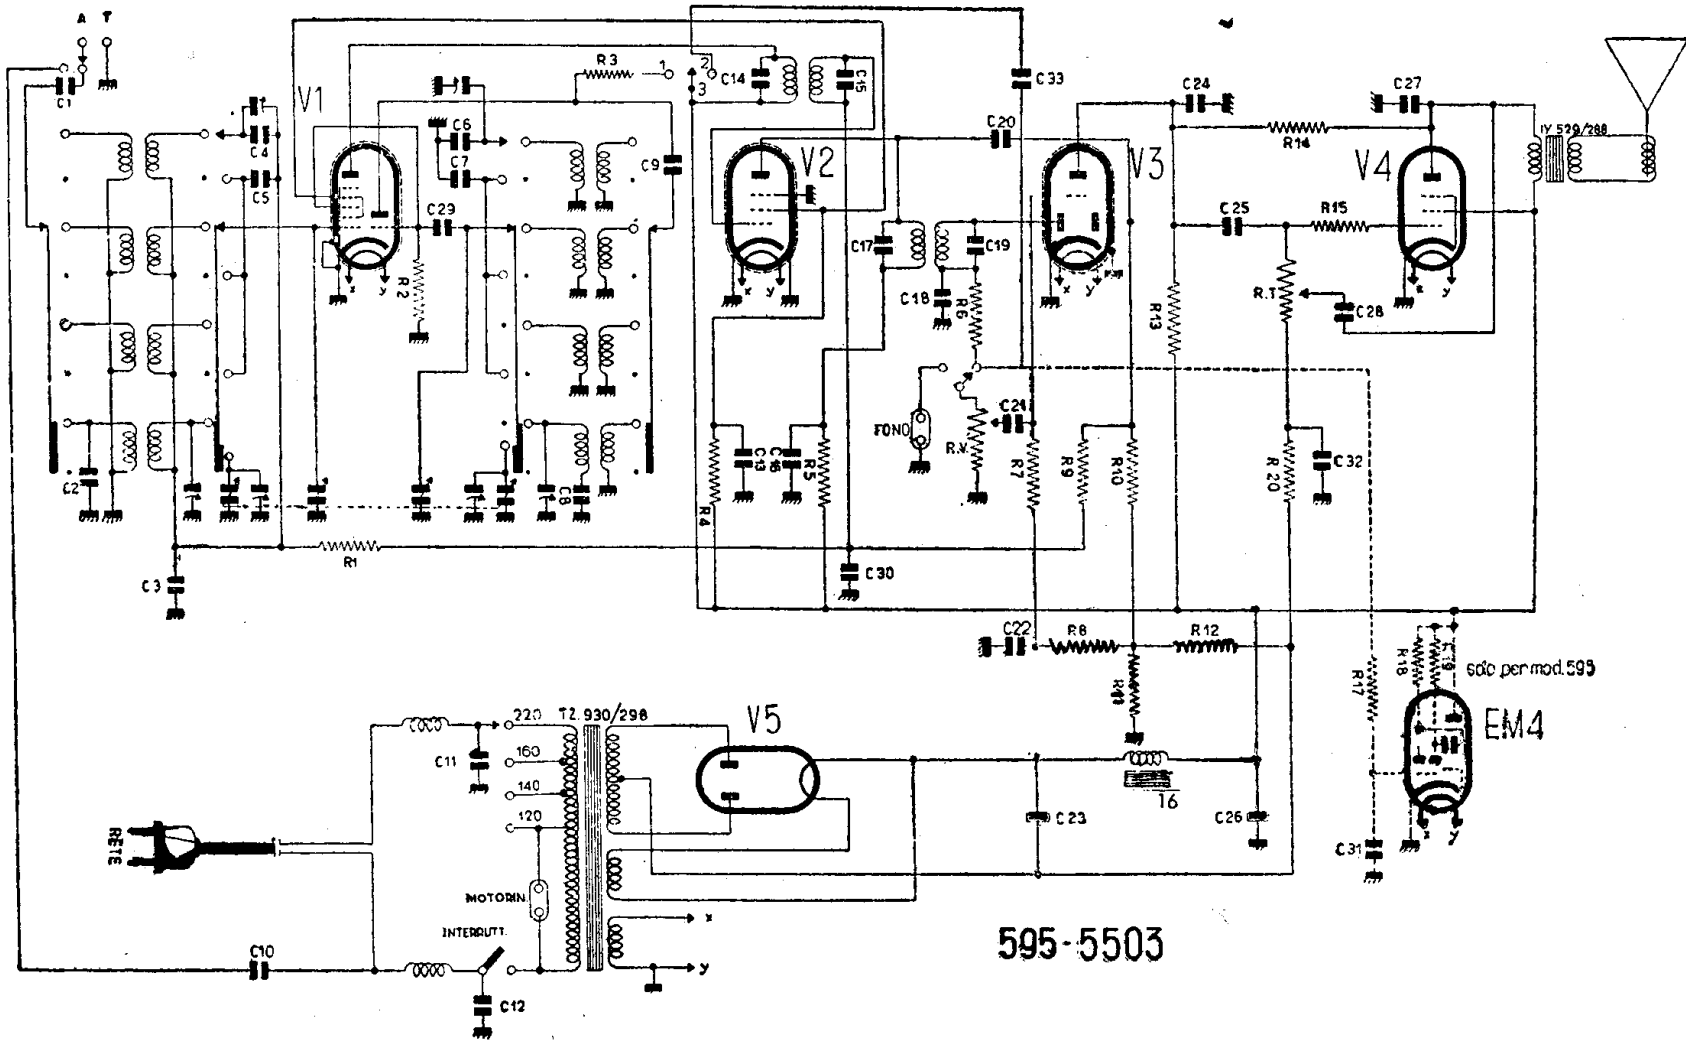 A T
C1
C4
C5
V1
R3
1
2
3
C6
C7
C9
C14
C15
C33
C20
C24
C27
R14
IY 529/288
V2
V3
V4
C29
R2
C17
C19
C18
R6
x y
x y
x y
x y
C25
R15
R.T
C28
R13
FONO
R.V.
C21
C2
C8
R4
C13
C16
R5
R7
R9
R10
R20
C32
R1
C3
C30
C22
R8
R12
R17
R18
R19
solo per mod. 595
EM4
x y
C31
220
TZ. 930/298
V5
C11
160
140
120
16
C23
C26
RETE
MOTORIN.
INTERRUTT.
x
y
C10
C12
595-5503